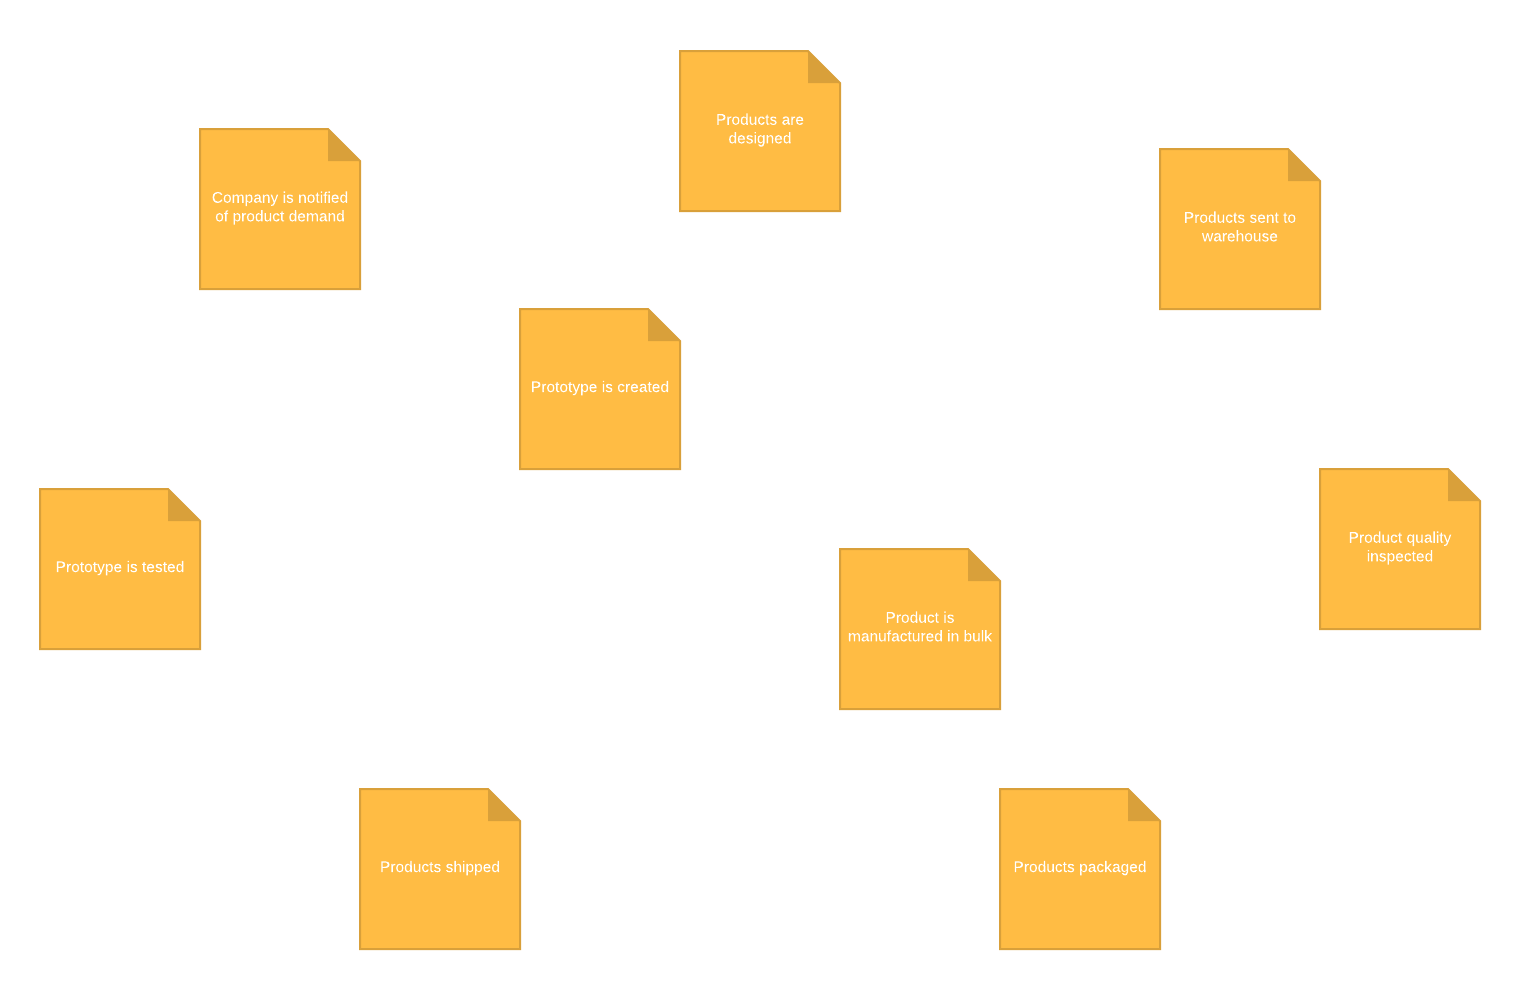 Products are
designed
Company is notified
of product demand
Products sent to
warehouse
Prototype is created
Prototype is tested
Product quality
inspected
Product is
manufactured in bulk
Products shipped
Products packaged